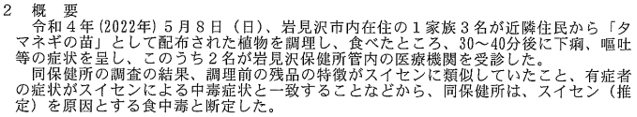 2 概 要
令和４年(2022年)５月８日（日）、岩見沢市内在住の１家族３名が近隣住民から「タ
マネギの苗」として配布された植物を調理し、食べたところ、30～40分後に下痢、嘔吐
等の症状を呈し、このうち２名が岩見沢保健所管内の医療機関を受診した。
同保健所の調査の結果、調理前の残品の特徴がスイセンに類似していたこと、有症者
の症状がスイセンによる中毒症状と一致することなどから、同保健所は、スイセン（推
定）を原因とする食中毒と断定した。